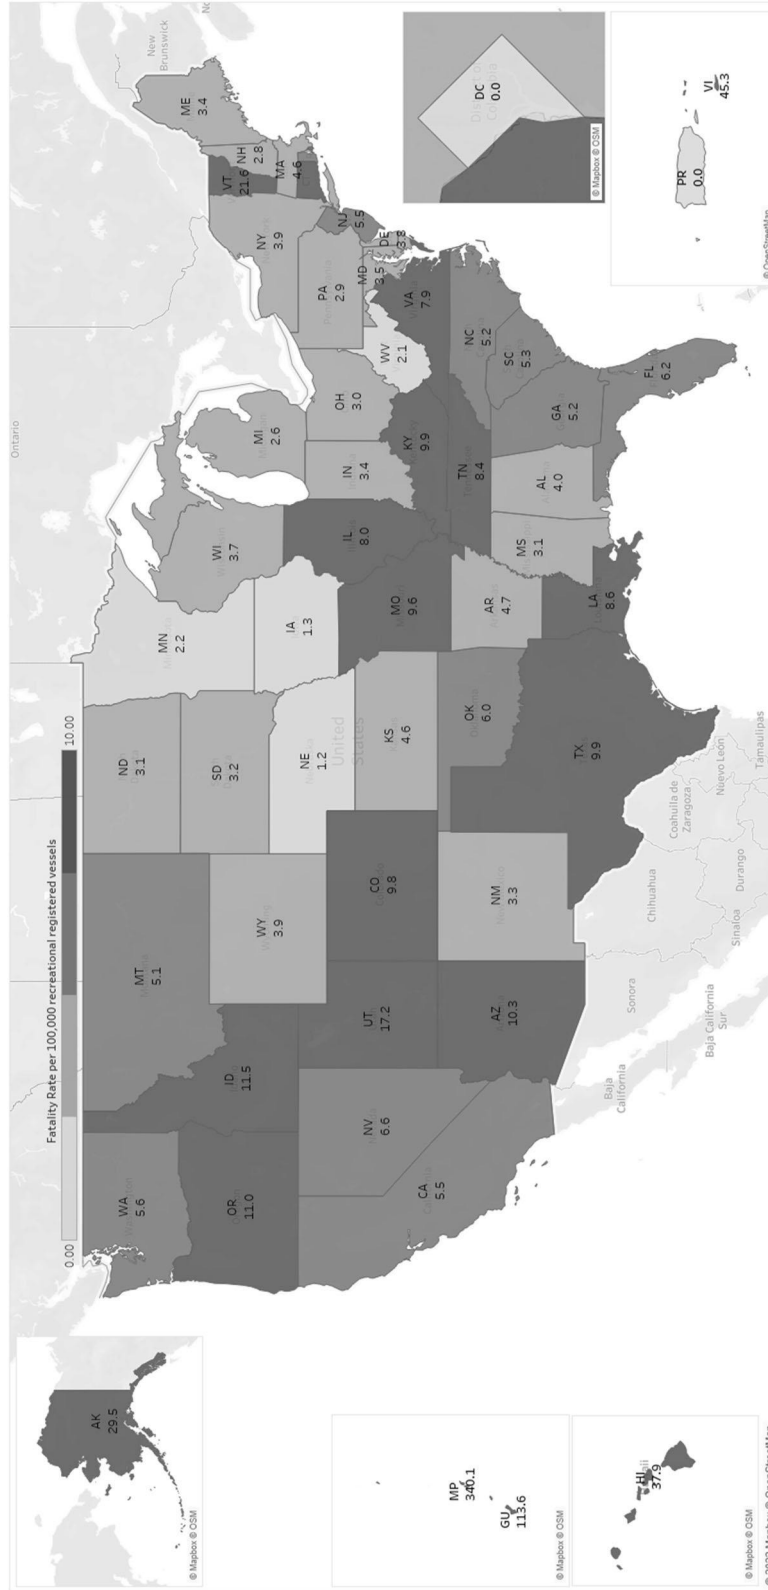 Fatality Rate per 100,000 recreational registered vessels
0.00
10.00
Ontario
New
Brunswick
United
States
WA
5.6
OR
11.0
CA
5.5
NV
6.6
ID
11.5
MT
5.1
WY
3.9
UT
17.2
AZ
10.3
CO
9.8
NM
3.3
ND
3.1
SD
3.2
NE
1.2
KS
4.6
OK
6.0
TX
9.9
MN
2.2
IA
1.3
MO
9.6
AR
4.7
LA
8.6
WI
3.7
IL
8.0
MS
3.1
MI
2.6
IN
3.4
KY
9.9
TN
8.4
AL
4.0
OH
3.0
WV
2.1
VA
7.9
NC
5.2
SC
5.3
GA
5.2
FL
6.2
PA
2.9
NY
3.9
VT
21.6
NH
2.8
ME
3.4
MA
4.6
NJ
5.5
DE
3.3
MD
3.5
Baja
California
Baja California
Sur
Sonora
Chihuahua
Sinaloa
Durango
Coahuila de
Zaragoza
Nuevo León
Tamaulipas
AK
29.5
© Mapbox © OSM
MP
340.1
GU
113.6
© Mapbox © OSM
HI
37.9
© Mapbox © OSM
DC
0.0
© Mapbox © OSM
PR
0.0
VI
45.3
© OpenStreetMap